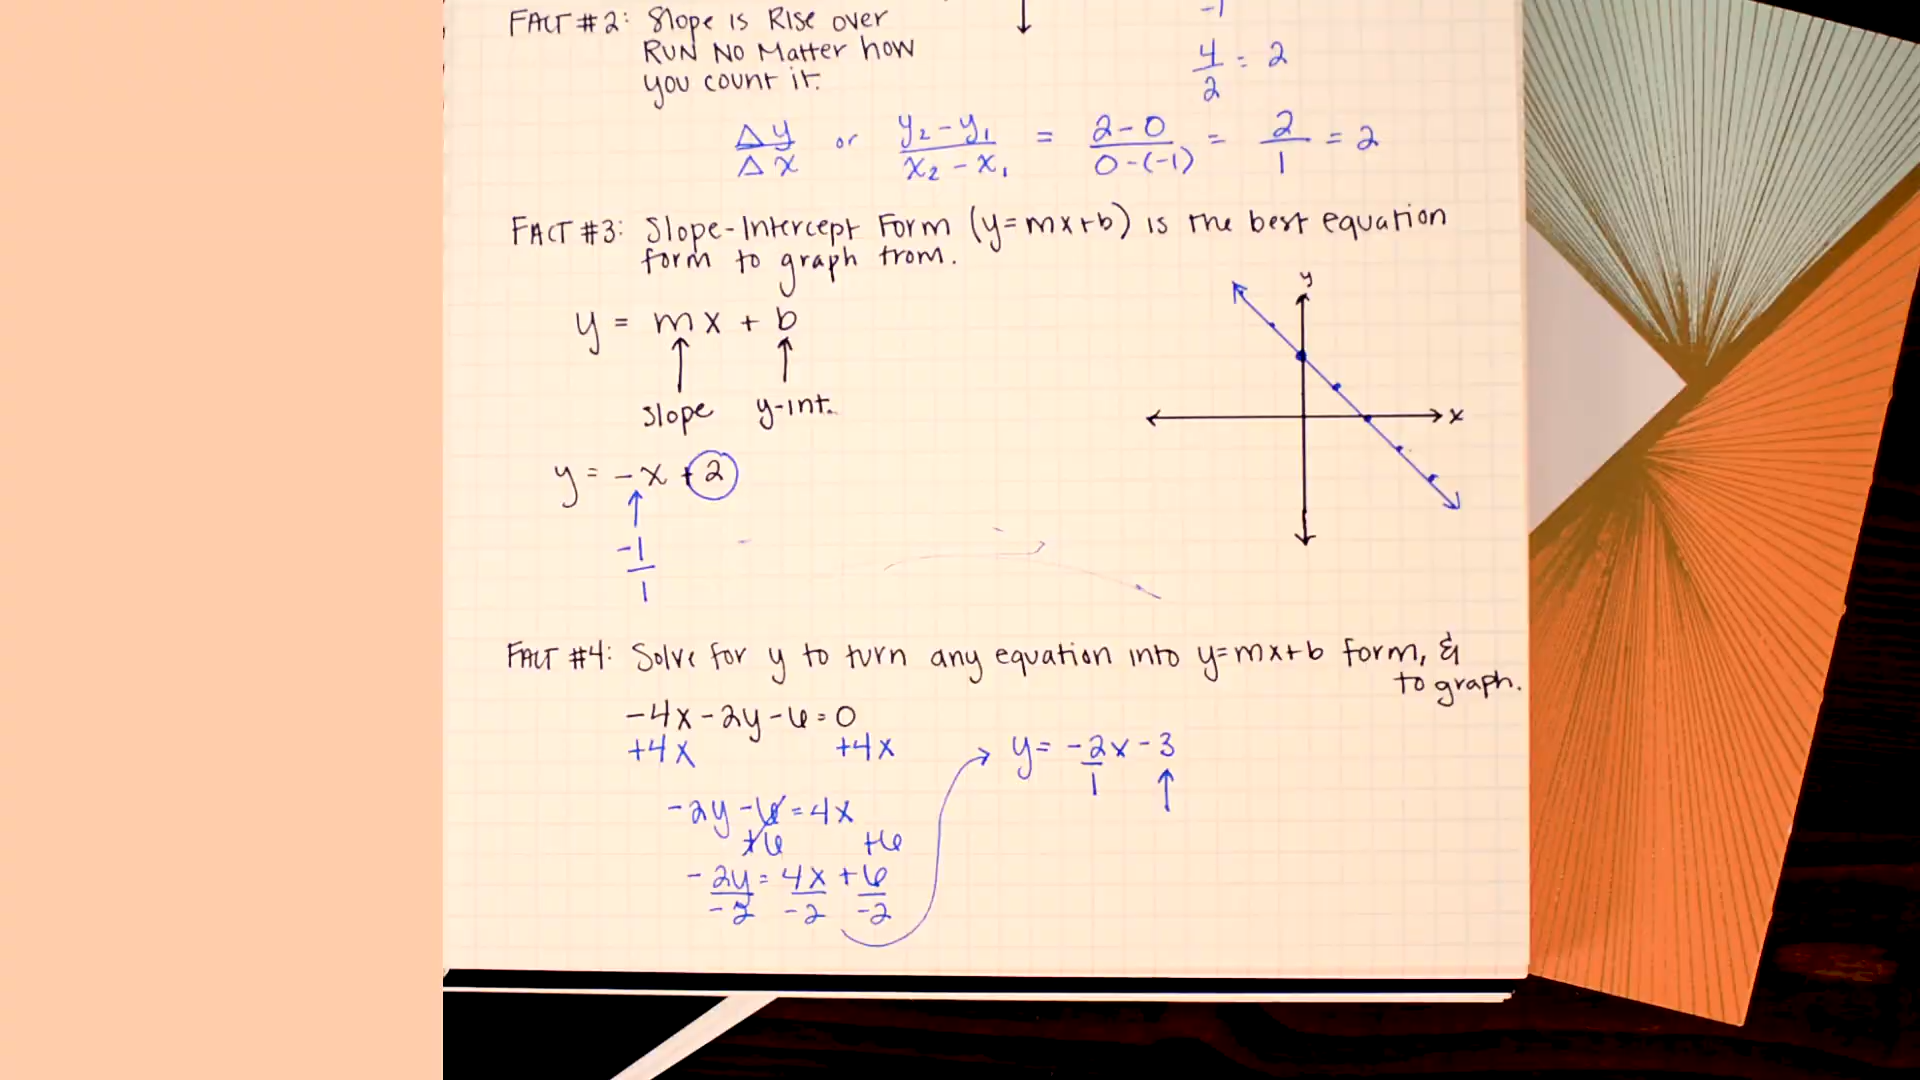 FACT #2: Slope is Rise over
RUN NO Matter how
you count it.
-1
4/2 = 2
Δy/Δx or y₂-y₁/x₂-x₁ = 2-0/0-(-1) = 2/1 = 2
FACT #3: Slope-Intercept Form (y=mx+b) is the best equation
form to graph from.
y = mx + b
slope y-int.
y = -x +2
-1/1
y
x
FACT #4: Solve for y to turn any equation into y=mx+b form, &
to graph.
-4x-2y-6=0
+4x +4x
-2y-6=4x
+6 +6
-2y/-2 = 4x/-2 +6/-2
y= -2/1x-3